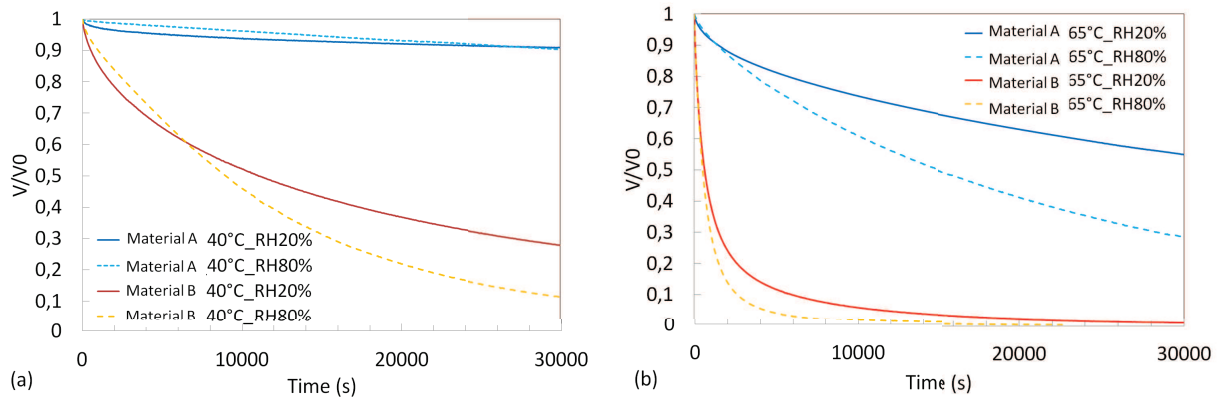 1
0,9
0,8
0,7
0,6
0,5
0,4
0,3
0,2
0,1
0
V/V0
Material A 40°C_RH20%
Material A 40°C_RH80%
Material B 40°C_RH20%
Material B 40°C_RH80%
0 10000 20000 30000
Time (s)
(a)
1
0,9
0,8
0,7
0,6
0,5
0,4
0,3
0,2
0,1
0
V/V0
Material A 65°C_RH20%
Material A 65°C_RH80%
Material B 65°C_RH20%
Material B 65°C_RH80%
0 10000 20000 30000
Time (s)
(b)